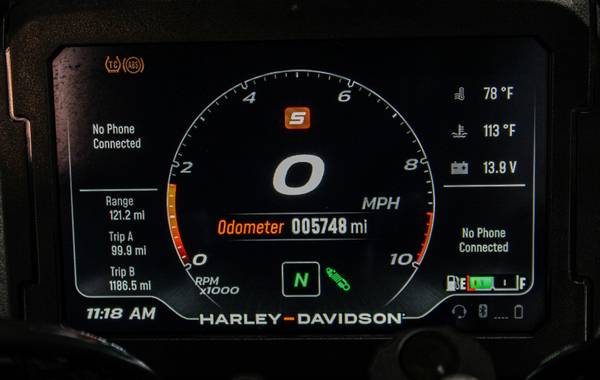 TC ABS
No Phone
Connected
Range
121.2 mi
Trip A
99.9 mi
Trip B
1186.5 mi
11:18 AM
0
2
4
6
8
10
RPM
x1000
S
0
MPH
Odometer 005748 mi
N
HARLEY-DAVIDSON
78 °F
113 °F
13.9 V
No Phone
Connected
E F